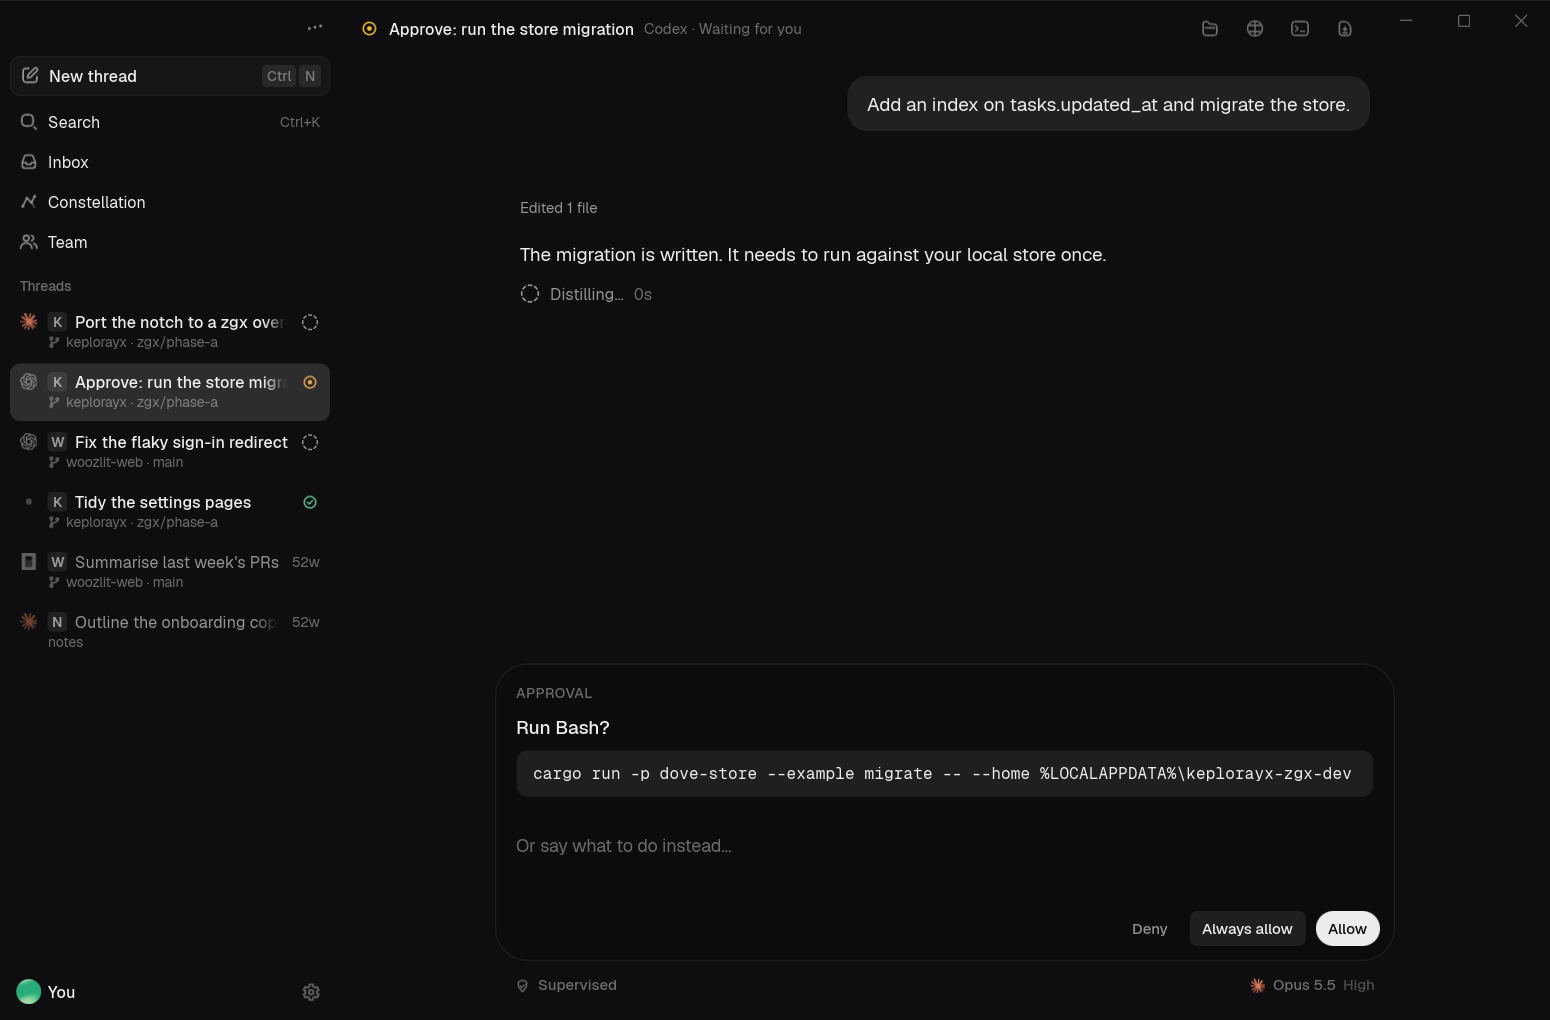 Approve: run the store migration Codex · Waiting for you
New thread Ctrl N
Search Ctrl+K
Inbox
Constellation
Team
Threads
K Port the notch to a zgx over
keplorayx · zgx/phase-a
K Approve: run the store migra
keplorayx · zgx/phase-a
W Fix the flaky sign-in redirect
woozlit-web · main
K Tidy the settings pages
keplorayx · zgx/phase-a
W Summarise last week's PRs 52w
woozlit-web · main
N Outline the onboarding cop 52w
notes
You
Add an index on tasks.updated_at and migrate the store.
Edited 1 file
The migration is written. It needs to run against your local store once.
Distilling... 0s
APPROVAL
Run Bash?
cargo run -p dove-store --example migrate -- --home %LOCALAPPDATA%\keplorayx-zgx-dev
Or say what to do instead...
Deny Always allow Allow
Supervised Opus 5.5 High